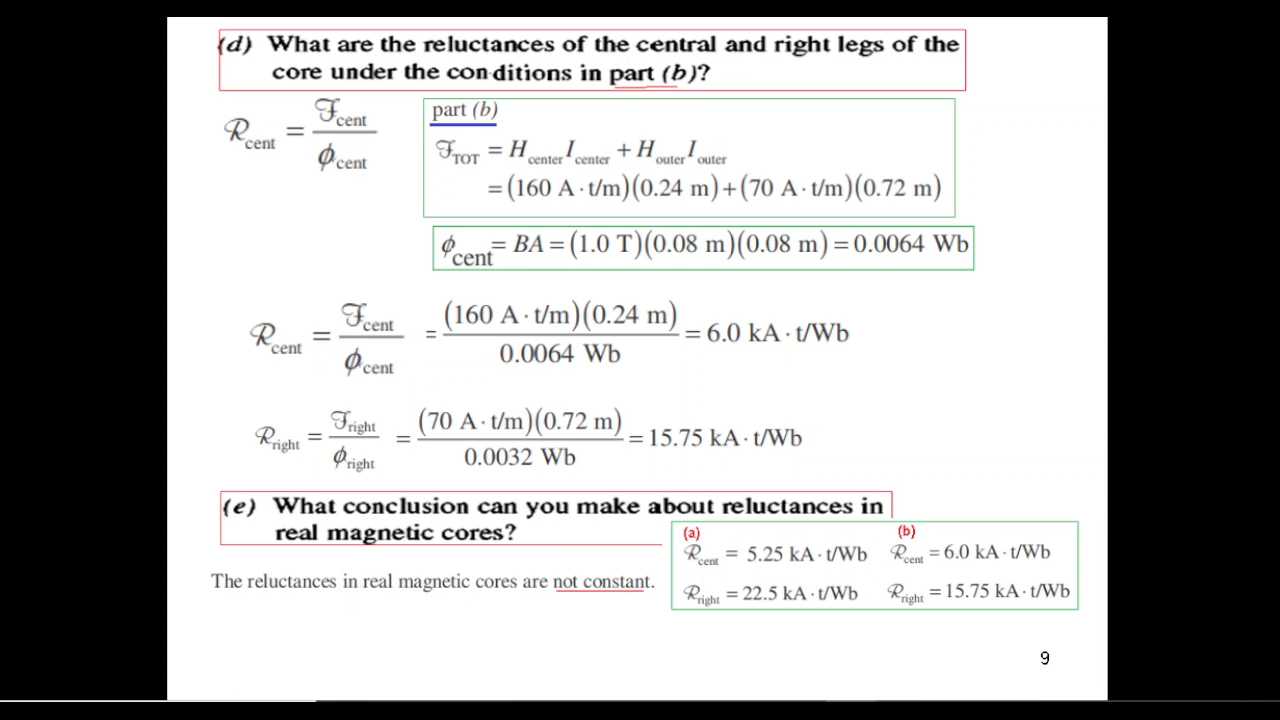 (d) What are the reluctances of the central and right legs of the
core under the conditions in part (b)?
ℛcent = ℱcent / ϕcent
part (b)
ℱTOT = Hcenter lcenter + Houter louter
= (160 A · t/m)(0.24 m) + (70 A · t/m)(0.72 m)
ϕcent = BA = (1.0 T)(0.08 m)(0.08 m) = 0.0064 Wb
ℛcent = ℱcent / ϕcent = (160 A · t/m)(0.24 m) / 0.0064 Wb = 6.0 kA · t/Wb
ℛright = ℱright / ϕright = (70 A · t/m)(0.72 m) / 0.0032 Wb = 15.75 kA · t/Wb
(e) What conclusion can you make about reluctances in
real magnetic cores?
The reluctances in real magnetic cores are not constant.
(a) (b)
ℛcent = 5.25 kA · t/Wb ℛcent = 6.0 kA · t/Wb
ℛright = 22.5 kA · t/Wb ℛright = 15.75 kA · t/Wb
9